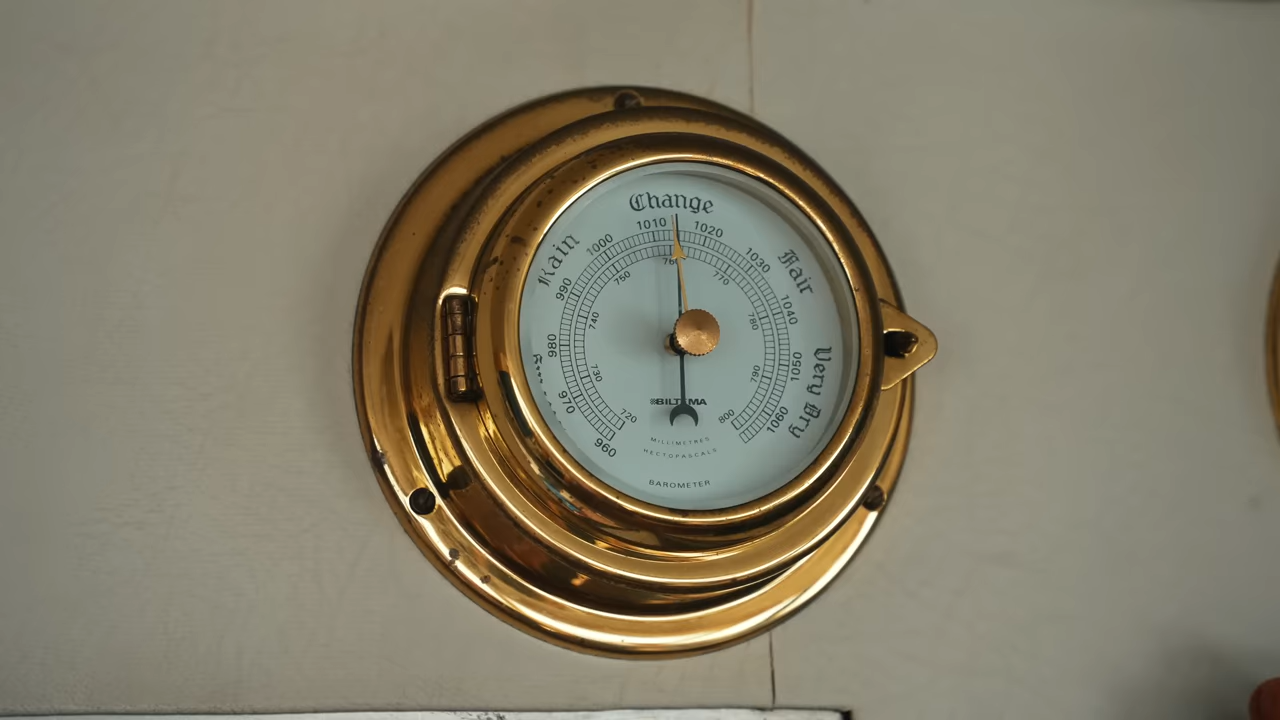 Change
Rain
Fair
Very Dry
960
970
980
990
1000
1010
1020
1030
1040
1050
1060
720
730
740
750
760
770
780
790
800
BILTEMA
MILLIMETRES
HECTOPASCALS
BAROMETER